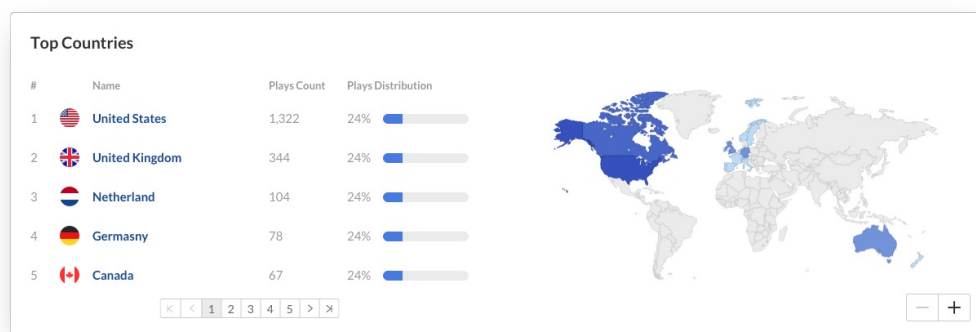 Top Countries
# Name Plays Count Plays Distribution
1 United States 1,322 24%
2 United Kingdom 344 24%
3 Netherland 104 24%
4 Germasny 78 24%
5 Canada 67 24%
1 2 3 4 5